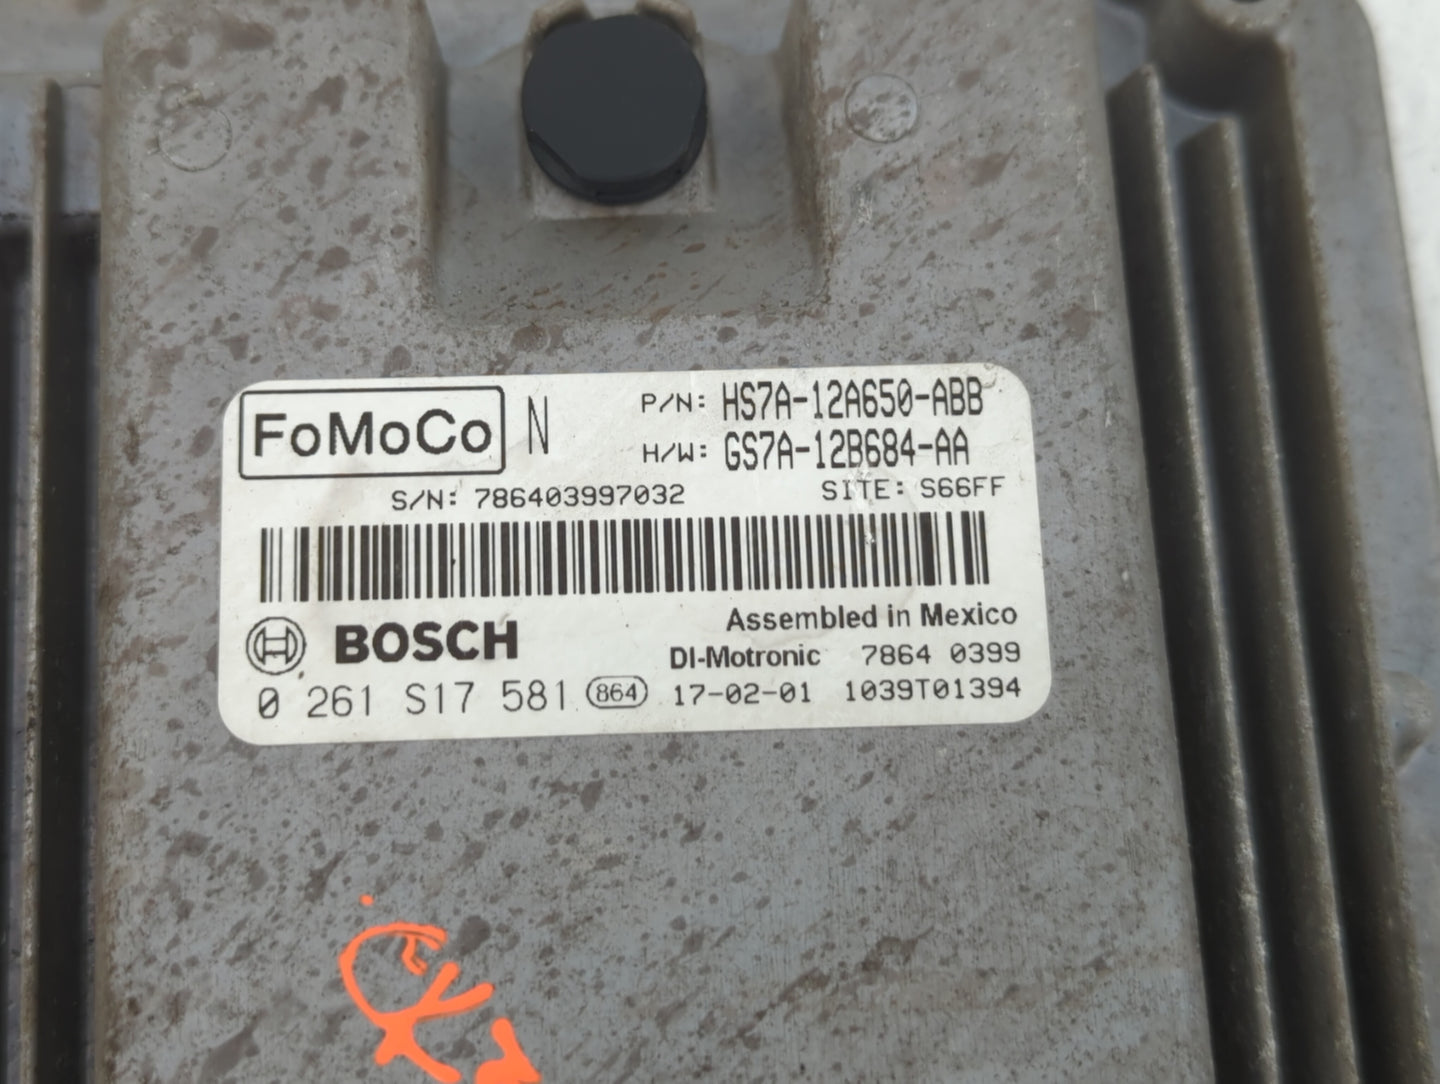 FoMoCo N P/N: HS7A-12A650-ABB
H/W: GS7A-12B684-AA
S/N: 786403997032 SITE: S66FF
Assembled in Mexico
BOSCH DI-Motronic 7864 0399
0 261 S17 581 864 17-02-01 1039T01394